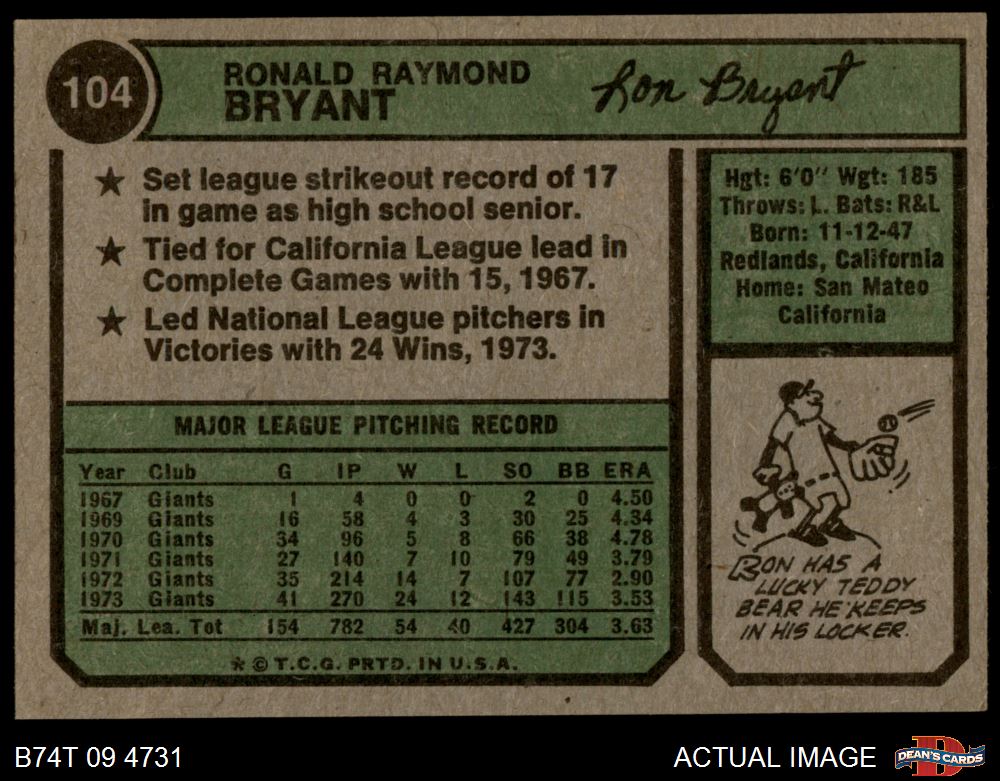 104
RONALD RAYMOND
BRYANT
Ron Bryant
★ Set league strikeout record of 17
in game as high school senior.
★ Tied for California League lead in
Complete Games with 15, 1967.
★ Led National League pitchers in
Victories with 24 Wins, 1973.
Hgt: 6'0" Wgt: 185
Throws: L. Bats: R&L
Born: 11-12-47
Redlands, California
Home: San Mateo
California
MAJOR LEAGUE PITCHING RECORD
Year Club G IP W L SO BB ERA
1967 Giants 1 4 0 0 2 0 4.50
1969 Giants 16 58 4 3 30 25 4.34
1970 Giants 34 96 5 8 66 38 4.78
1971 Giants 27 140 7 10 79 49 3.79
1972 Giants 35 214 14 7 107 77 2.90
1973 Giants 41 270 24 12 143 115 3.53
Maj. Lea. Tot 154 782 54 40 427 304 3.63
★ © T.C.G. PRTD. IN U.S.A.
RON HAS A
LUCKY TEDDY
BEAR HE KEEPS
IN HIS LOCKER.
B74T 09 4731
ACTUAL IMAGE
D
DEAN'S CARDS